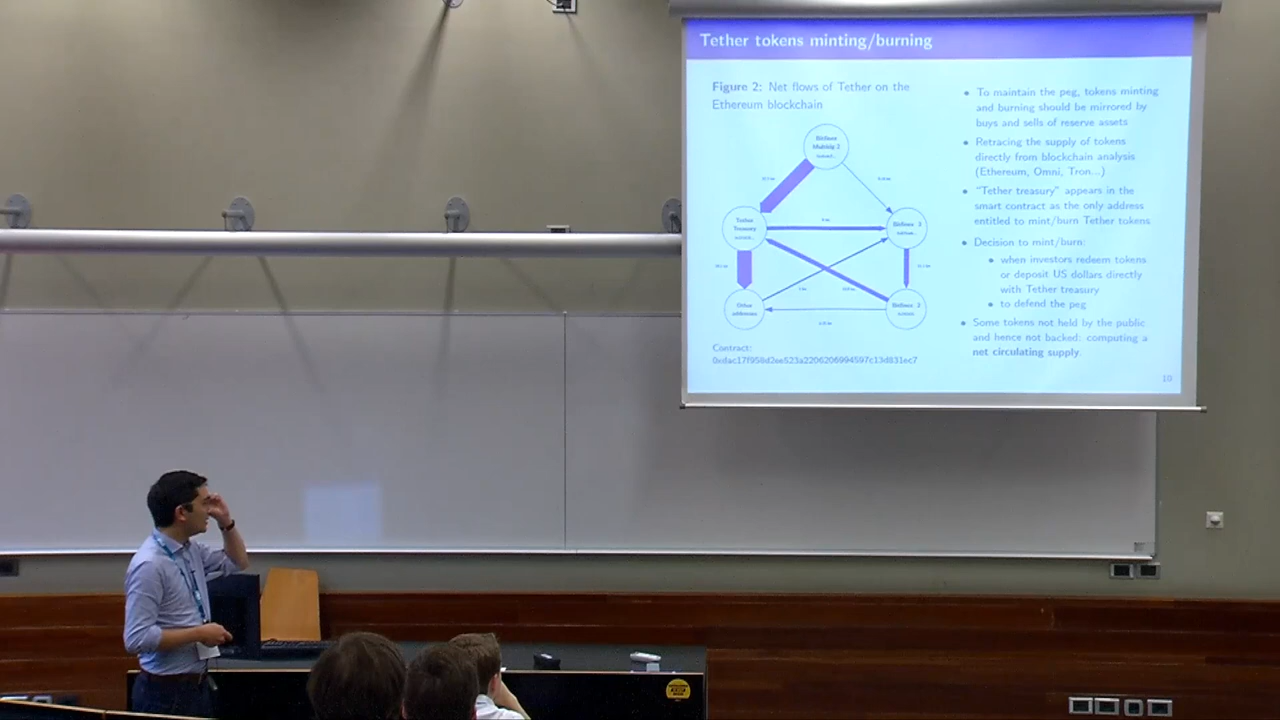 Tether tokens minting/burning
Figure 2: Net flows of Tether on the
Ethereum blockchain
Bitfinex
Multisig 2
Tether
Treasury
Bitfinex 3
Other
addresses
Bitfinex 2
Contract:
• To maintain the peg, tokens minting
and burning should be mirrored by
buys and sells of reserve assets
• Retracing the supply of tokens
directly from blockchain analysis
(Ethereum, Omni, Tron...)
• "Tether treasury" appears in the
smart contract as the only address
entitled to mint/burn Tether tokens
• Decision to mint/burn:
• when investors redeem tokens
or deposit US dollars directly
with Tether treasury
• to defend the peg
• Some tokens not held by the public
and hence not backed: computing a
net circulating supply.
10